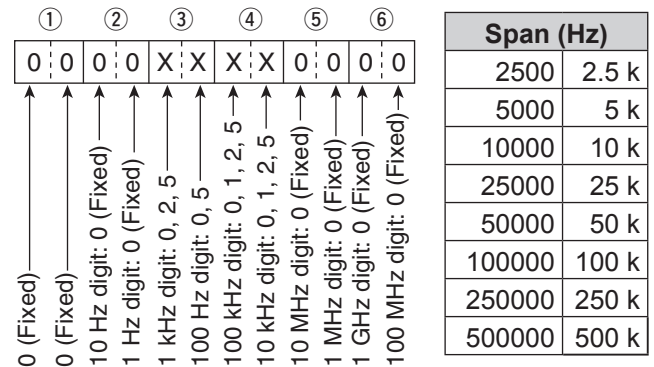 ① ② ③ ④ ⑤ ⑥
0 0 0 0 X X X X 0 0 0 0
0 (Fixed)
0 (Fixed)
10 Hz digit: 0 (Fixed)
1 Hz digit: 0 (Fixed)
1 kHz digit: 0, 2, 5
100 Hz digit: 0, 5
100 kHz digit: 0, 1, 2, 5
10 kHz digit: 0, 1, 2, 5
10 MHz digit: 0 (Fixed)
1 MHz digit: 0 (Fixed)
1 GHz digit: 0 (Fixed)
100 MHz digit: 0 (Fixed)
Span (Hz)
2500 2.5 k
5000 5 k
10000 10 k
25000 25 k
50000 50 k
100000 100 k
250000 250 k
500000 500 k